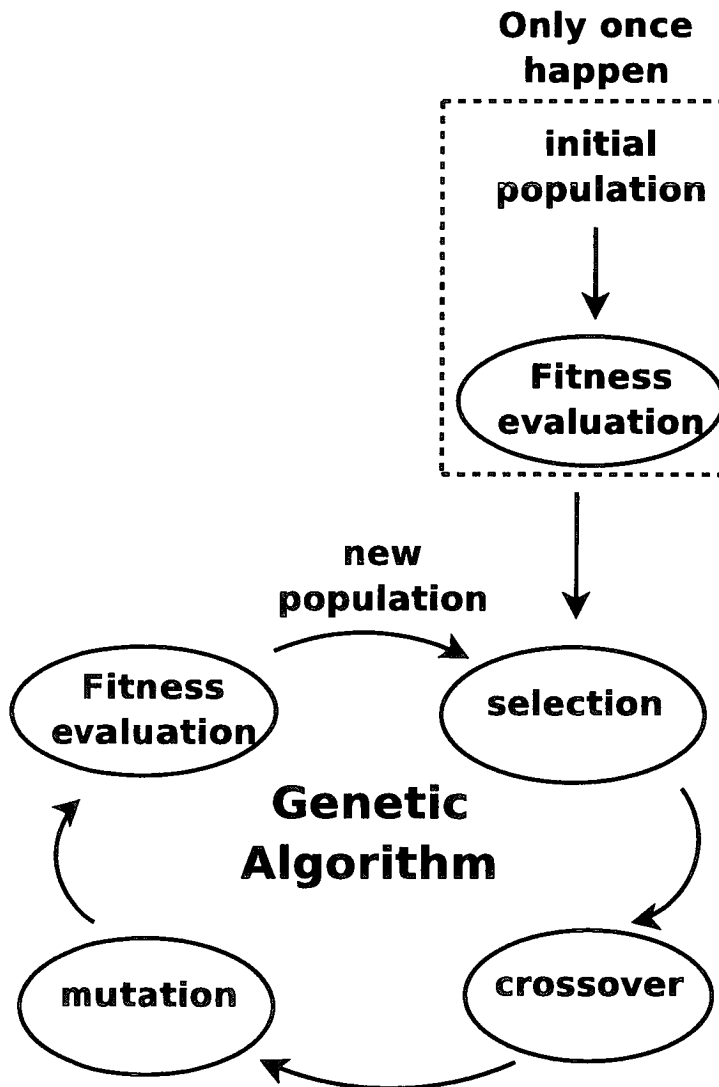 Only once
happen
initial
population
Fitness
evaluation
new
population
Fitness
evaluation
selection
Genetic
Algorithm
mutation
crossover